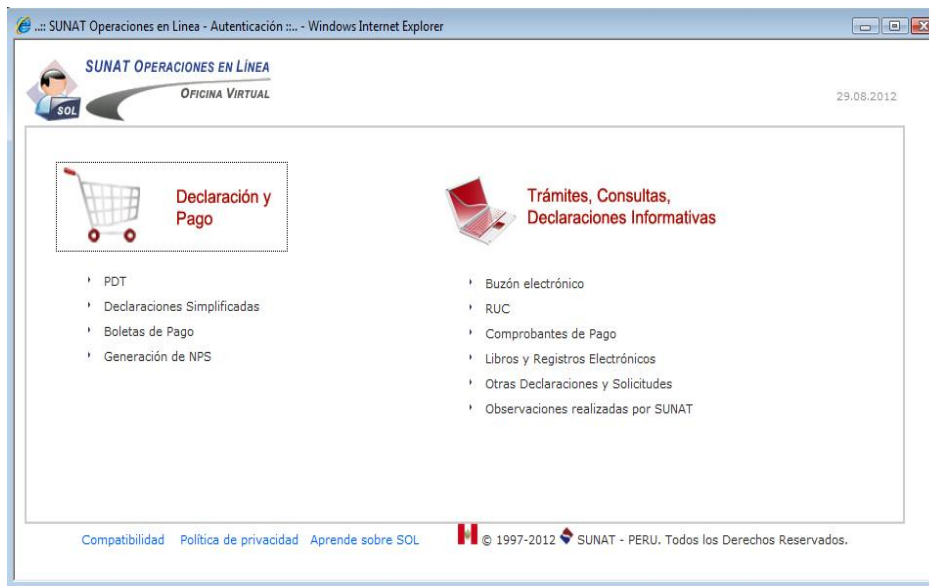 ..:: SUNAT Operaciones en Linea - Autenticación ::.. - Windows Internet Explorer
SUNAT OPERACIONES EN LÍNEA
OFICINA VIRTUAL
SOL
29.08.2012
Declaración y
Pago
PDT
Declaraciones Simplificadas
Boletas de Pago
Generación de NPS
Trámites, Consultas,
Declaraciones Informativas
Buzón electrónico
RUC
Comprobantes de Pago
Libros y Registros Electrónicos
Otras Declaraciones y Solicitudes
Observaciones realizadas por SUNAT
Compatibilidad Política de privacidad Aprende sobre SOL © 1997-2012 SUNAT - PERU. Todos los Derechos Reservados.